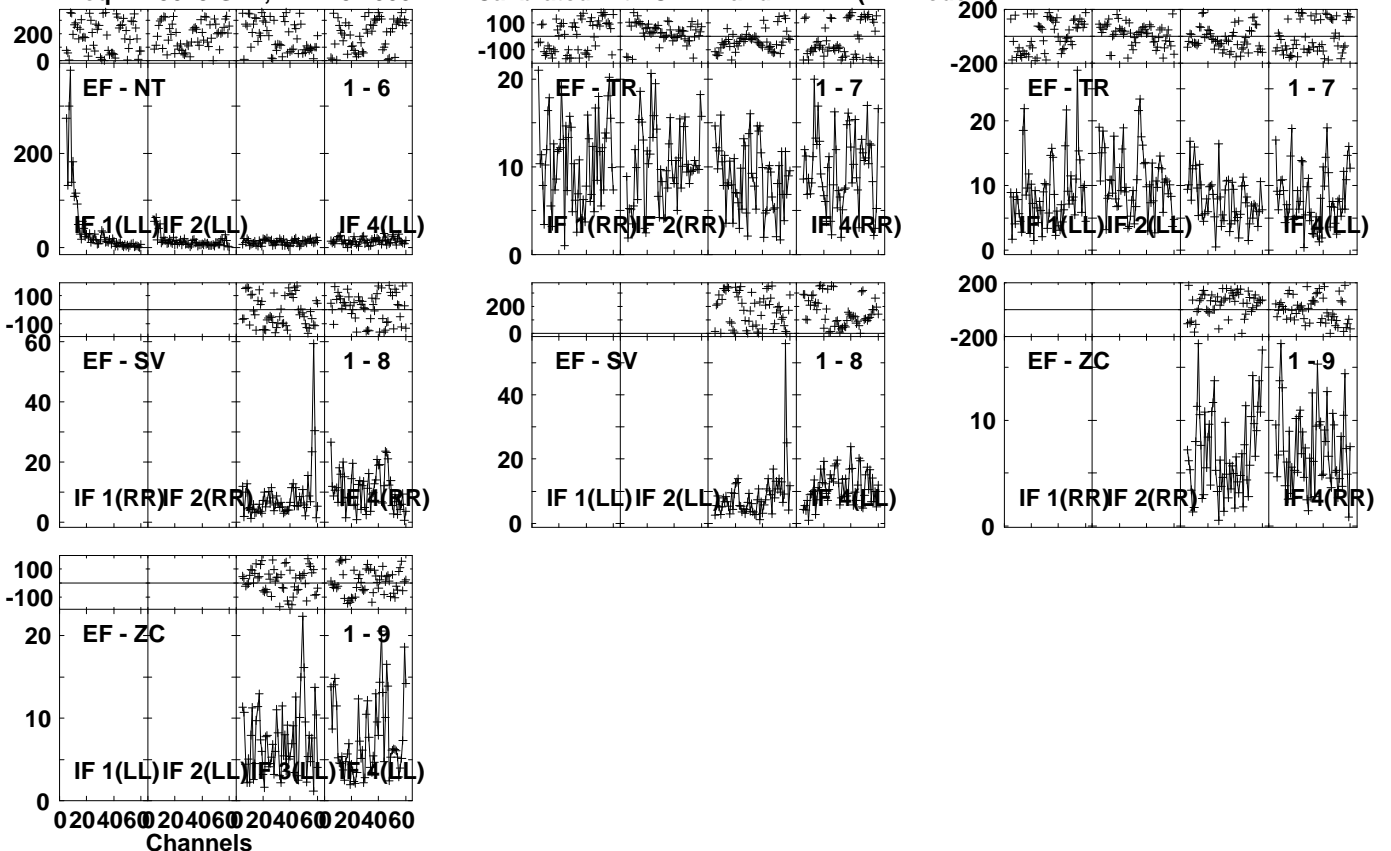 200
0
EF - NT
1 - 6
200
0
IF 1(LL)
IF 2(LL)
IF 4(LL)
100
-100
20
EF - TR
1 - 7
10
0
IF 1(RR)
IF 2(RR)
IF 4(RR)
200
-200
EF - TR
1 - 7
20
10
0
IF 1(LL)
IF 2(LL)
IF 4(LL)
100
-100
60
EF - SV
1 - 8
40
20
0
IF 1(RR)
IF 2(RR)
IF 4(RR)
200
0
EF - SV
1 - 8
40
20
0
IF 1(LL)
IF 2(LL)
IF 4(LL)
200
-200
EF - ZC
1 - 9
10
0
IF 1(RR)
IF 2(RR)
IF 4(RR)
100
-100
20
EF - ZC
1 - 9
10
0
IF 1(LL)
IF 2(LL)
IF 3(LL)
IF 4(LL)
0 20 40 60 0 20 40 60 0 20 40 60 0 20 40 60
Channels